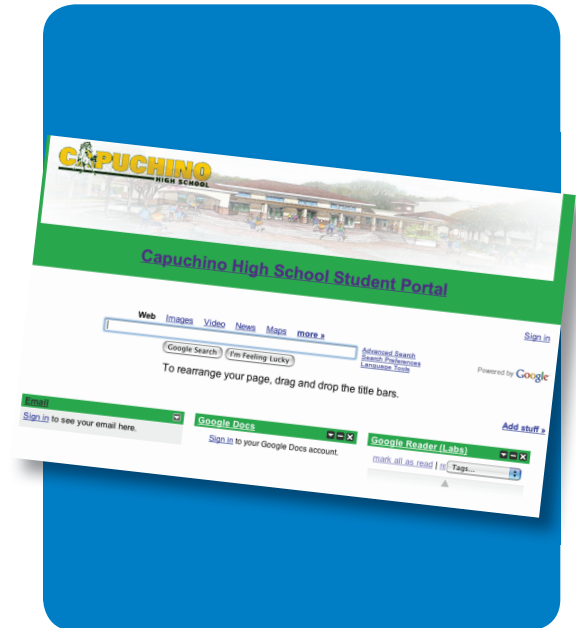 CAPUCHINO
HIGH SCHOOL
Capuchino High School Student Portal
Sign in
Web Images Video News Maps more »
Advanced Search
Search Preferences
Language Tools
Google Search I'm Feeling Lucky
Powered by Google
To rearrange your page, drag and drop the title bars.
Add stuff »
Email
Sign in to see your email here.
Google Docs
Sign in to your Google Docs account.
Google Reader (Labs)
mark all as read | Tags...